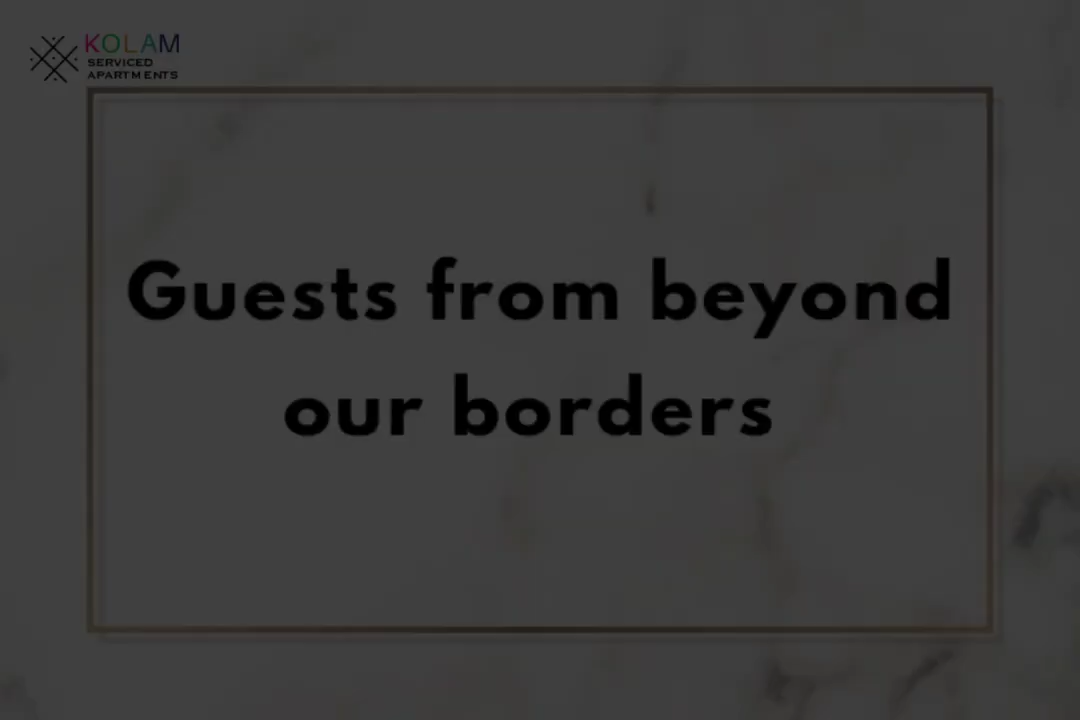 KOLAM
SERVICED
APARTMENTS
Guests from beyond
our borders